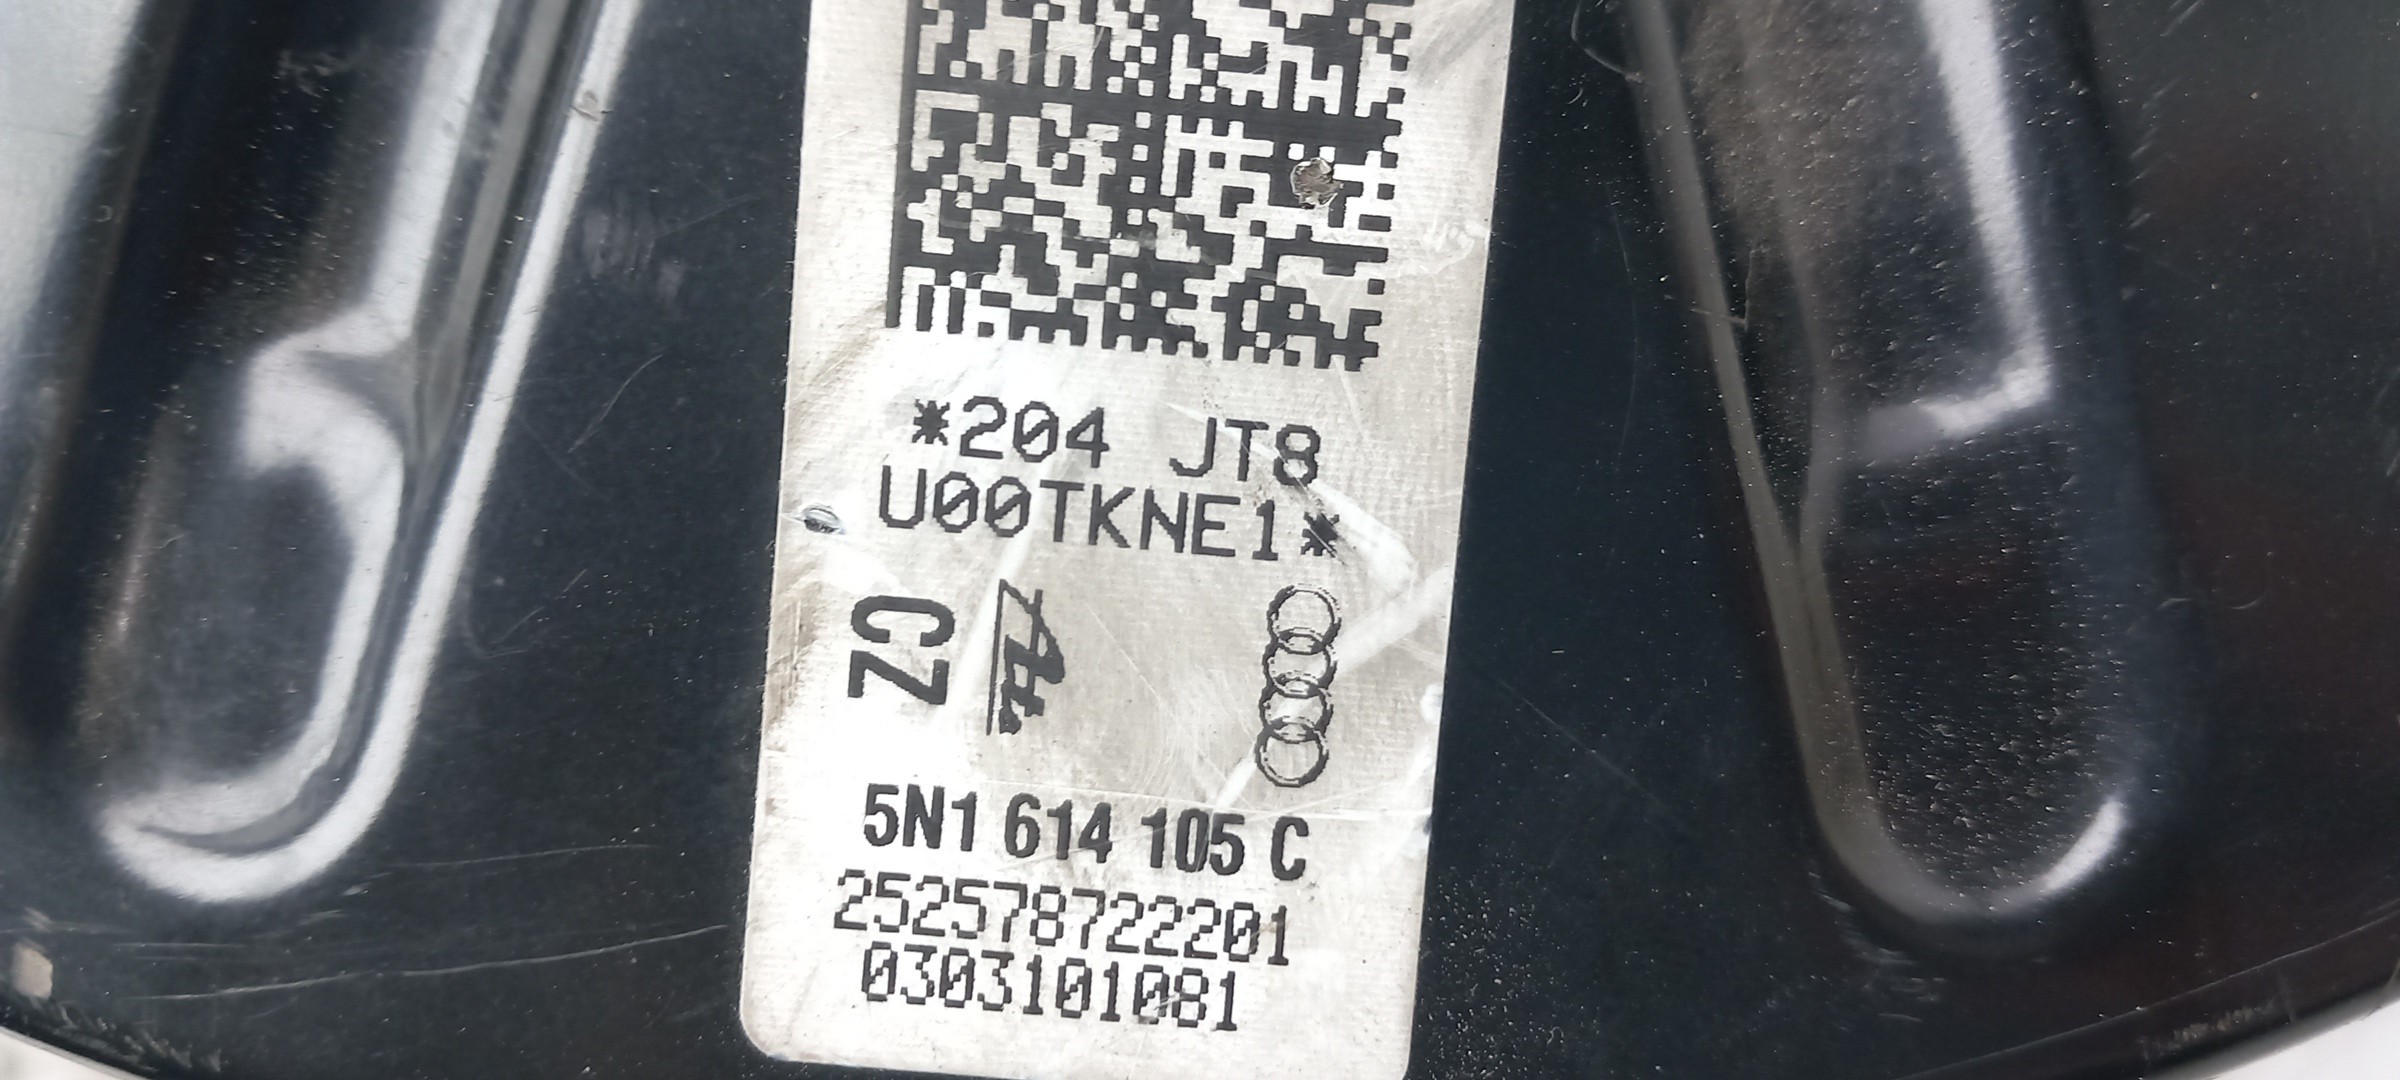 *204 JT8
U00TKNE1*
CZ
5N1 614 105 C
252578722201
0303101081